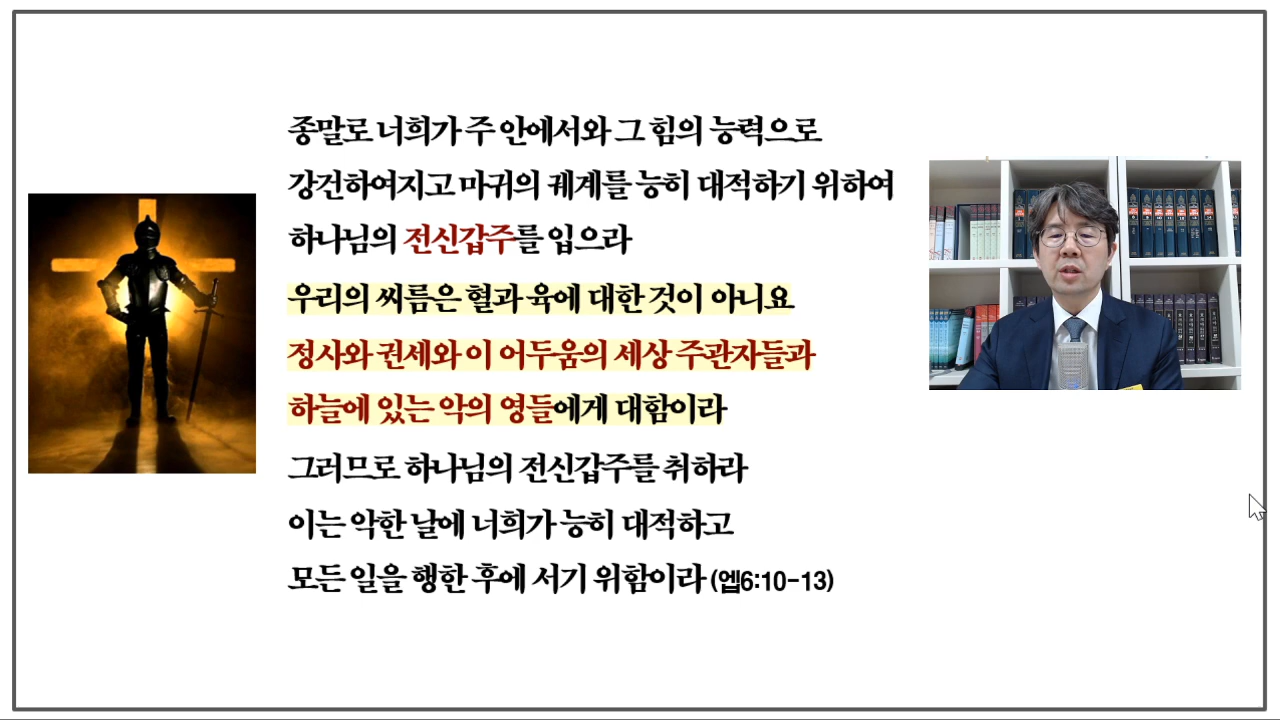 종말로 너희가 주 안에서와 그 힘의 능력으로
강건하여지고 마귀의 궤계를 능히 대적하기 위하여
하나님의 전신갑주를 입으라
우리의 씨름은 혈과 육에 대한 것이 아니요
정사와 권세와 이 어두움의 세상 주관자들과
하늘에 있는 악의 영들에게 대함이라
그러므로 하나님의 전신갑주를 취하라
이는 악한 날에 너희가 능히 대적하고
모든 일을 행한 후에 서기 위함이라 (엡6:10-13)